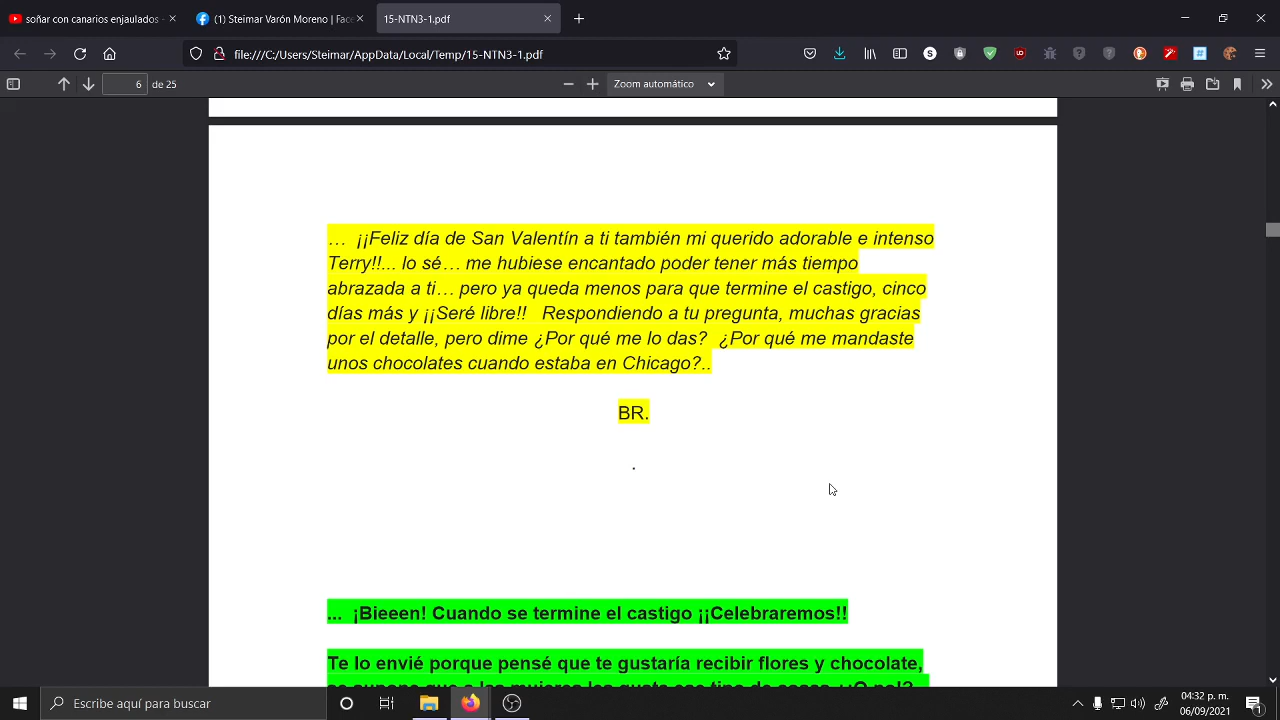 soñar con canarios enjaulados -
(1) Steimar Varón Moreno | Face
15-NTN3-1.pdf
file:///C:/Users/Steimar/AppData/Local/Temp/15-NTN3-1.pdf
6 de 25
Zoom automático
… ¡¡Feliz día de San Valentín a ti también mi querido adorable e intenso
Terry!!... lo sé… me hubiese encantado poder tener más tiempo
abrazada a ti… pero ya queda menos para que termine el castigo, cinco
días más y ¡¡Seré libre!! Respondiendo a tu pregunta, muchas gracias
por el detalle, pero dime ¿Por qué me lo das? ¿Por qué me mandaste
unos chocolates cuando estaba en Chicago?..
BR.
.
... ¡Bieeen! Cuando se termine el castigo ¡¡Celebraremos!!
Te lo envié porque pensé que te gustaría recibir flores y chocolate,
Escribe aquí para buscar
04:32 p. m.
06/09/2021